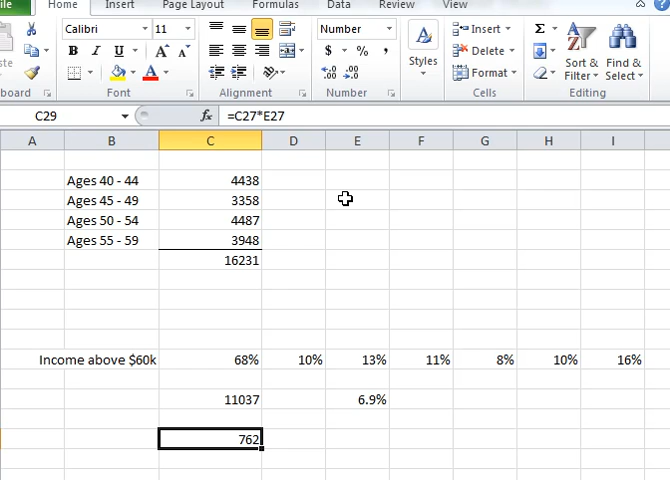 ile Home Insert Page Layout Formulas Data Review View
Calibri 11 Number Insert Σ
B I U A A $ % , Styles Delete Sort & Find &
aste A Format Filter Select
board Font Alignment Number Cells Editing
C29 fx =C27*E27
A B C D E F G H I
Ages 40 - 44 4438
Ages 45 - 49 3358
Ages 50 - 54 4487
Ages 55 - 59 3948
16231
Income above $60k 68% 10% 13% 11% 8% 10% 16%
11037 6.9%
762